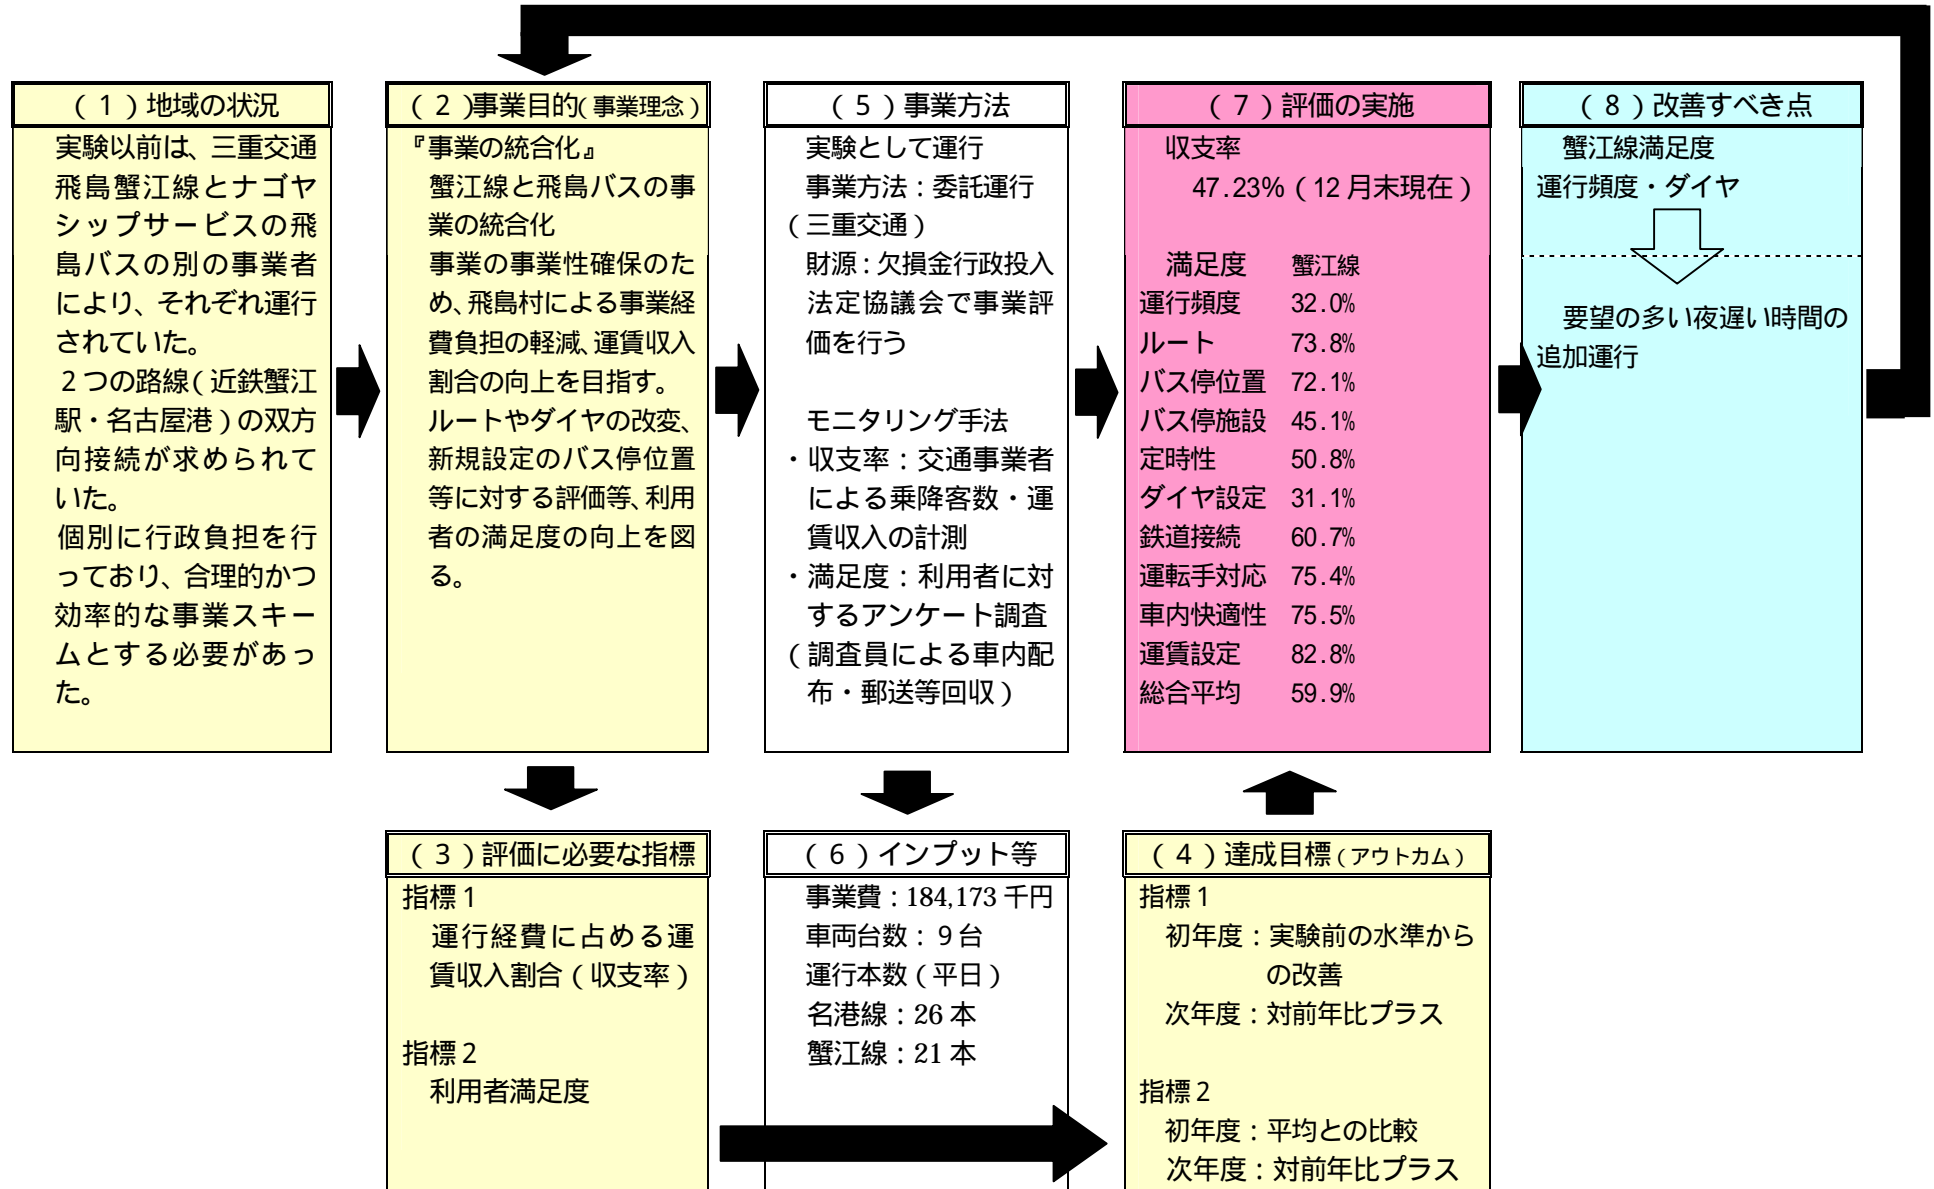 （１）地域の状況
実験以前は、三重交通
飛島蟹江線とナゴヤ
シップサービスの飛
島バスの別の事業者
により、それぞれ運行
されていた。
２つの路線（近鉄蟹江
駅・名古屋港）の双方
向接続が求められて
いた。
個別に行政負担を行
っており、合理的かつ
効率的な事業スキー
ムとする必要があっ
た。
（２）事業目的（事業理念）
『事業の統合化』
蟹江線と飛島バスの事
業の統合化
事業の事業性確保のた
め、飛島村による事業経
費負担の軽減、運賃収入
割合の向上を目指す。
ルートやダイヤの改変、
新規設定のバス停位置
等に対する評価等、利用
者の満足度の向上を図
る。
（５）事業方法
実験として運行
事業方法：委託運行
（三重交通）
財源：欠損金行政投入
法定協議会で事業評
価を行う
モニタリング手法
・収支率：交通事業者
による乗降客数・運
賃収入の計測
・満足度：利用者に対
するアンケート調査
（調査員による車内配
布・郵送等回収）
（７）評価の実施
収支率
47.23%（12月末現在）
満足度 蟹江線
運行頻度 32.0%
ルート 73.8%
バス停位置 72.1%
バス停施設 45.1%
定時性 50.8%
ダイヤ設定 31.1%
鉄道接続 60.7%
運転手対応 75.4%
車内快適性 75.5%
運賃設定 82.8%
総合平均 59.9%
（８）改善すべき点
蟹江線満足度
運行頻度・ダイヤ
要望の多い夜遅い時間の
追加運行
（３）評価に必要な指標
指標１
運行経費に占める運
賃収入割合（収支率）
指標２
利用者満足度
（６）インプット等
事業費：184,173千円
車両台数：９台
運行本数（平日）
名港線：26本
蟹江線：21本
（４）達成目標（アウトカム）
指標１
初年度：実験前の水準から
の改善
次年度：対前年比プラス
指標２
初年度：平均との比較
次年度：対前年比プラス